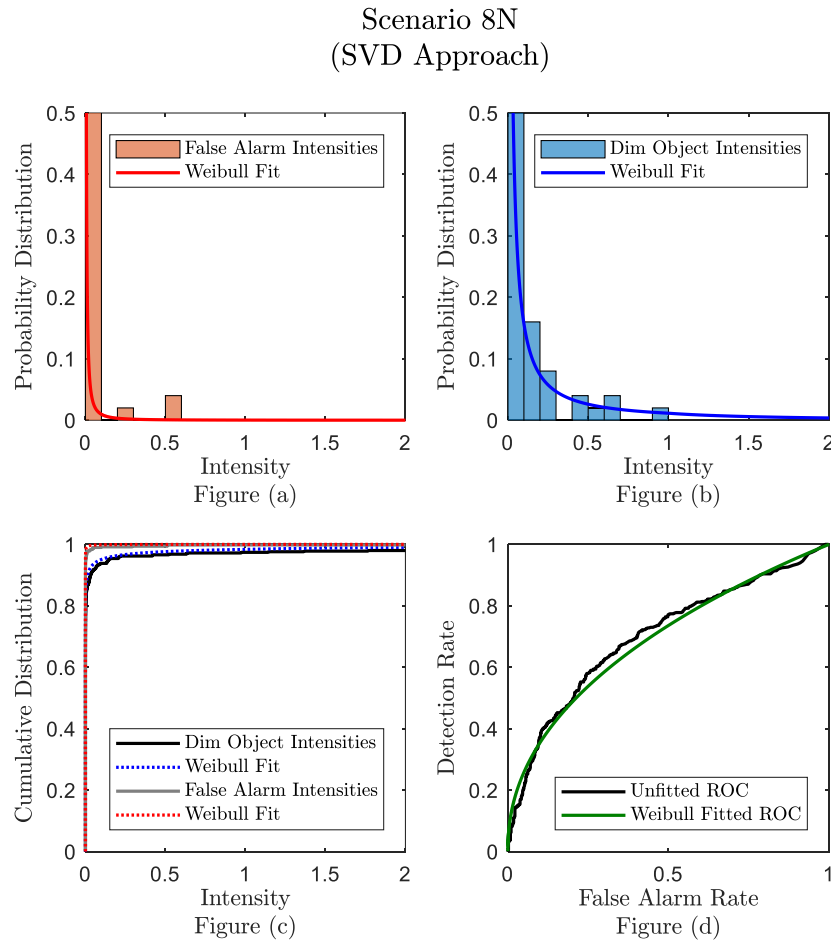 Scenario 8N
(SVD Approach)
Probability Distribution
0.5
0.4
0.3
0.2
0.1
0
False Alarm Intensities
Weibull Fit
0 0.5 1 1.5 2
Intensity
Figure (a)
Probability Distribution
0.5
0.4
0.3
0.2
0.1
0
Dim Object Intensities
Weibull Fit
0 0.5 1 1.5 2
Intensity
Figure (b)
Cumulative Distribution
1
0.8
0.6
0.4
0.2
0
Dim Object Intensities
Weibull Fit
False Alarm Intensities
Weibull Fit
0 0.5 1 1.5 2
Intensity
Figure (c)
Detection Rate
1
0.8
0.6
0.4
0.2
0
Unfitted ROC
Weibull Fitted ROC
0 0.5 1
False Alarm Rate
Figure (d)